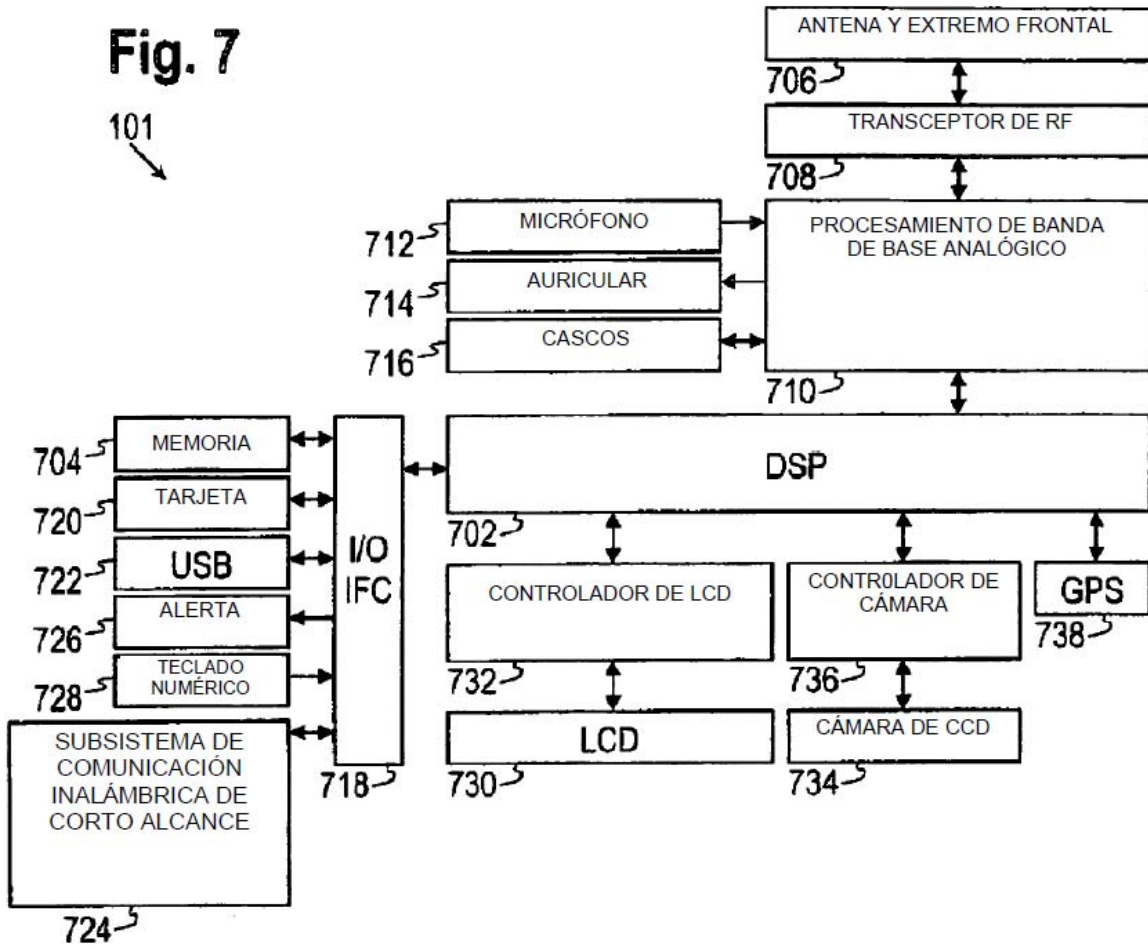 Fig. 7
101
ANTENA Y EXTREMO FRONTAL
706
TRANSCEPTOR DE RF
708
MICRÓFONO
712
PROCESAMIENTO DE BANDA
DE BASE ANALÓGICO
AURICULAR
714
CASCOS
716
710
MEMORIA
704
DSP
TARJETA
720
702
USB
722
I/O
IFC
CONTROLADOR DE LCD
CONTR0LADOR DE
CÁMARA
GPS
738
ALERTA
726
TECLADO
NUMÉRICO
728
732
736
SUBSISTEMA DE
COMUNICACIÓN
INALÁMBRICA DE
CORTO ALCANCE
718
LCD
730
CÁMARA DE CCD
734
724